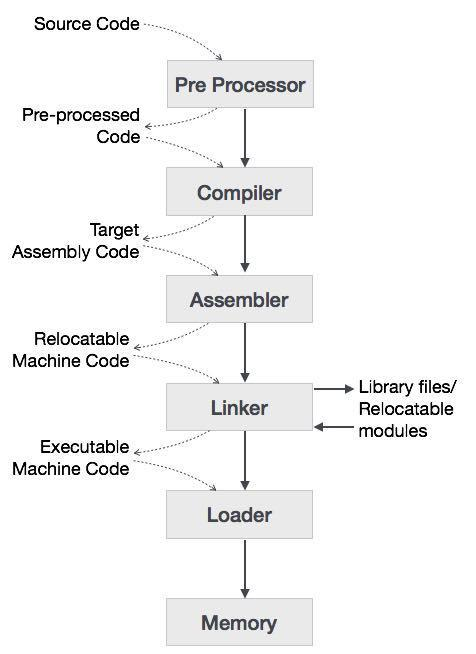 Source Code
Pre Processor
Pre-processed
Code
Compiler
Target
Assembly Code
Assembler
Relocatable
Machine Code
Linker
Library files/
Relocatable
modules
Executable
Machine Code
Loader
Memory